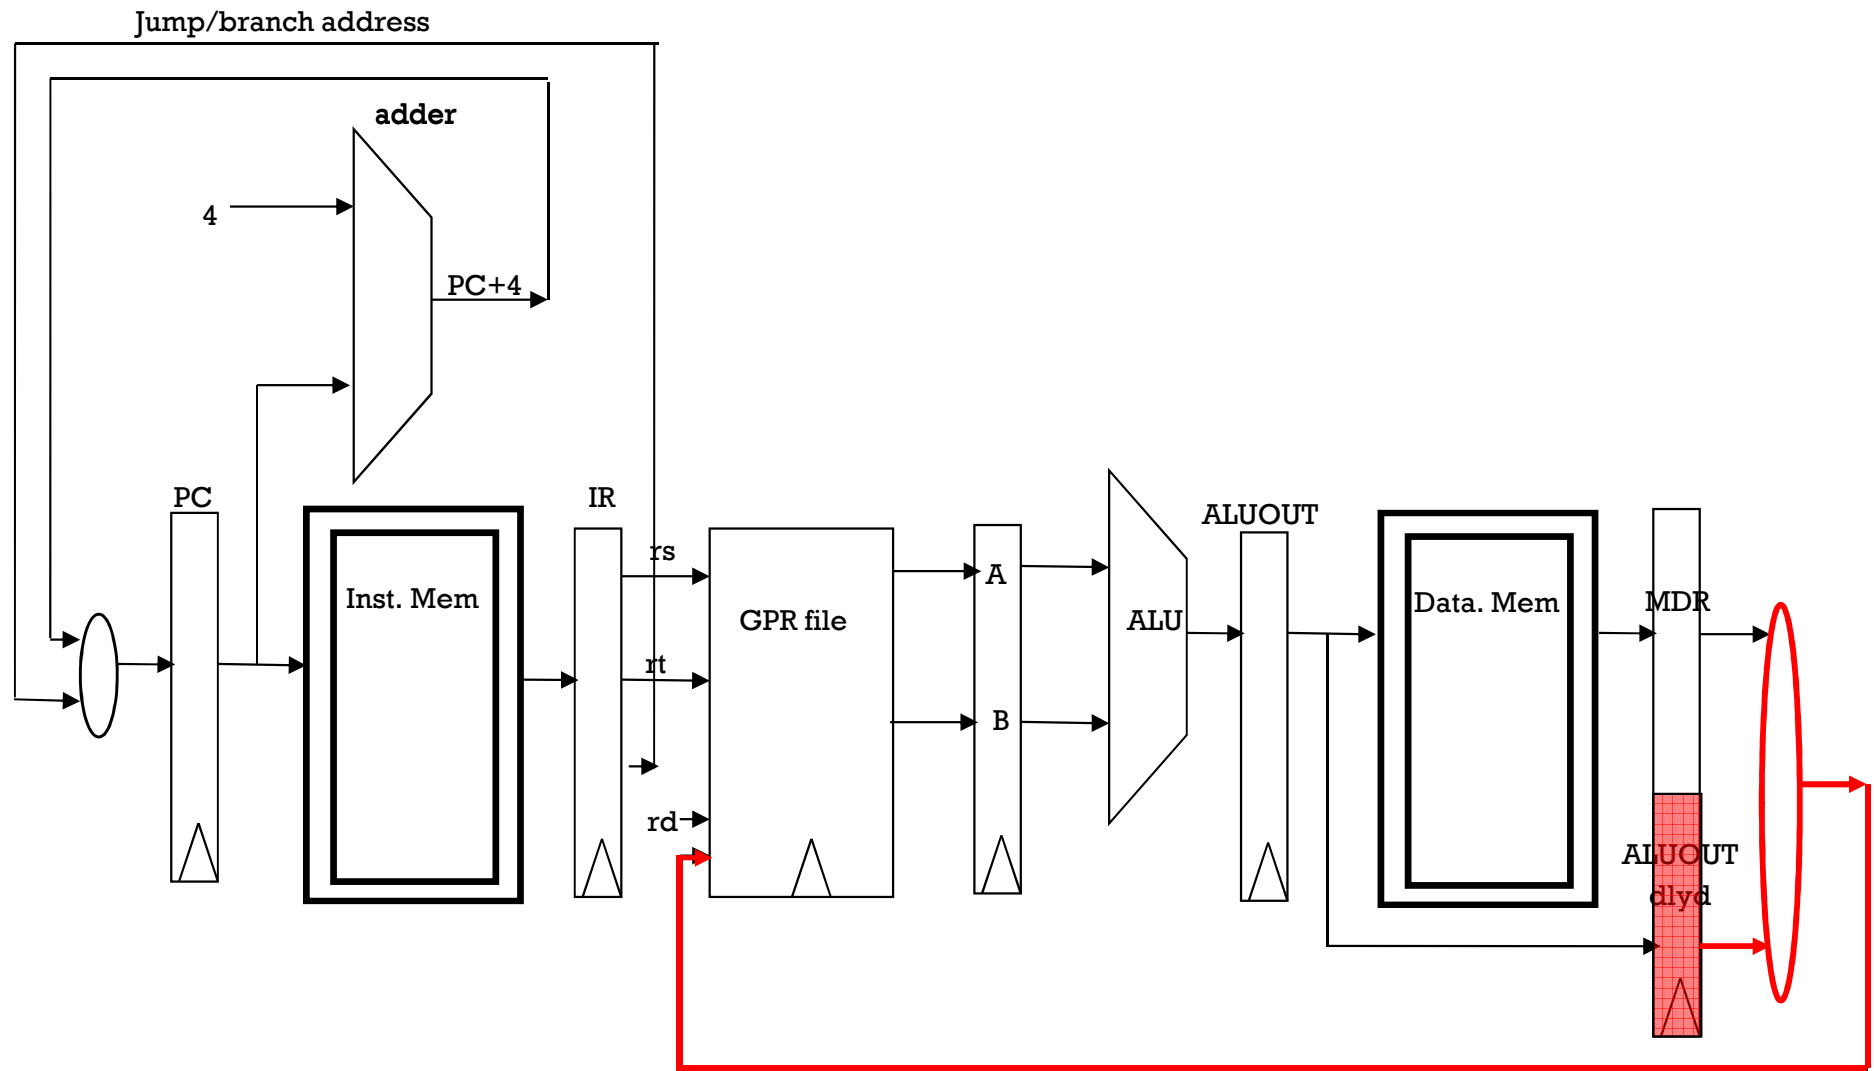 Jump/branch address
adder
4
PC+4
PC
IR
ALUOUT
rs
A
Inst. Mem
GPR file
ALU
Data. Mem
MDR
rt
B
rd
ALUOUT
dlyd